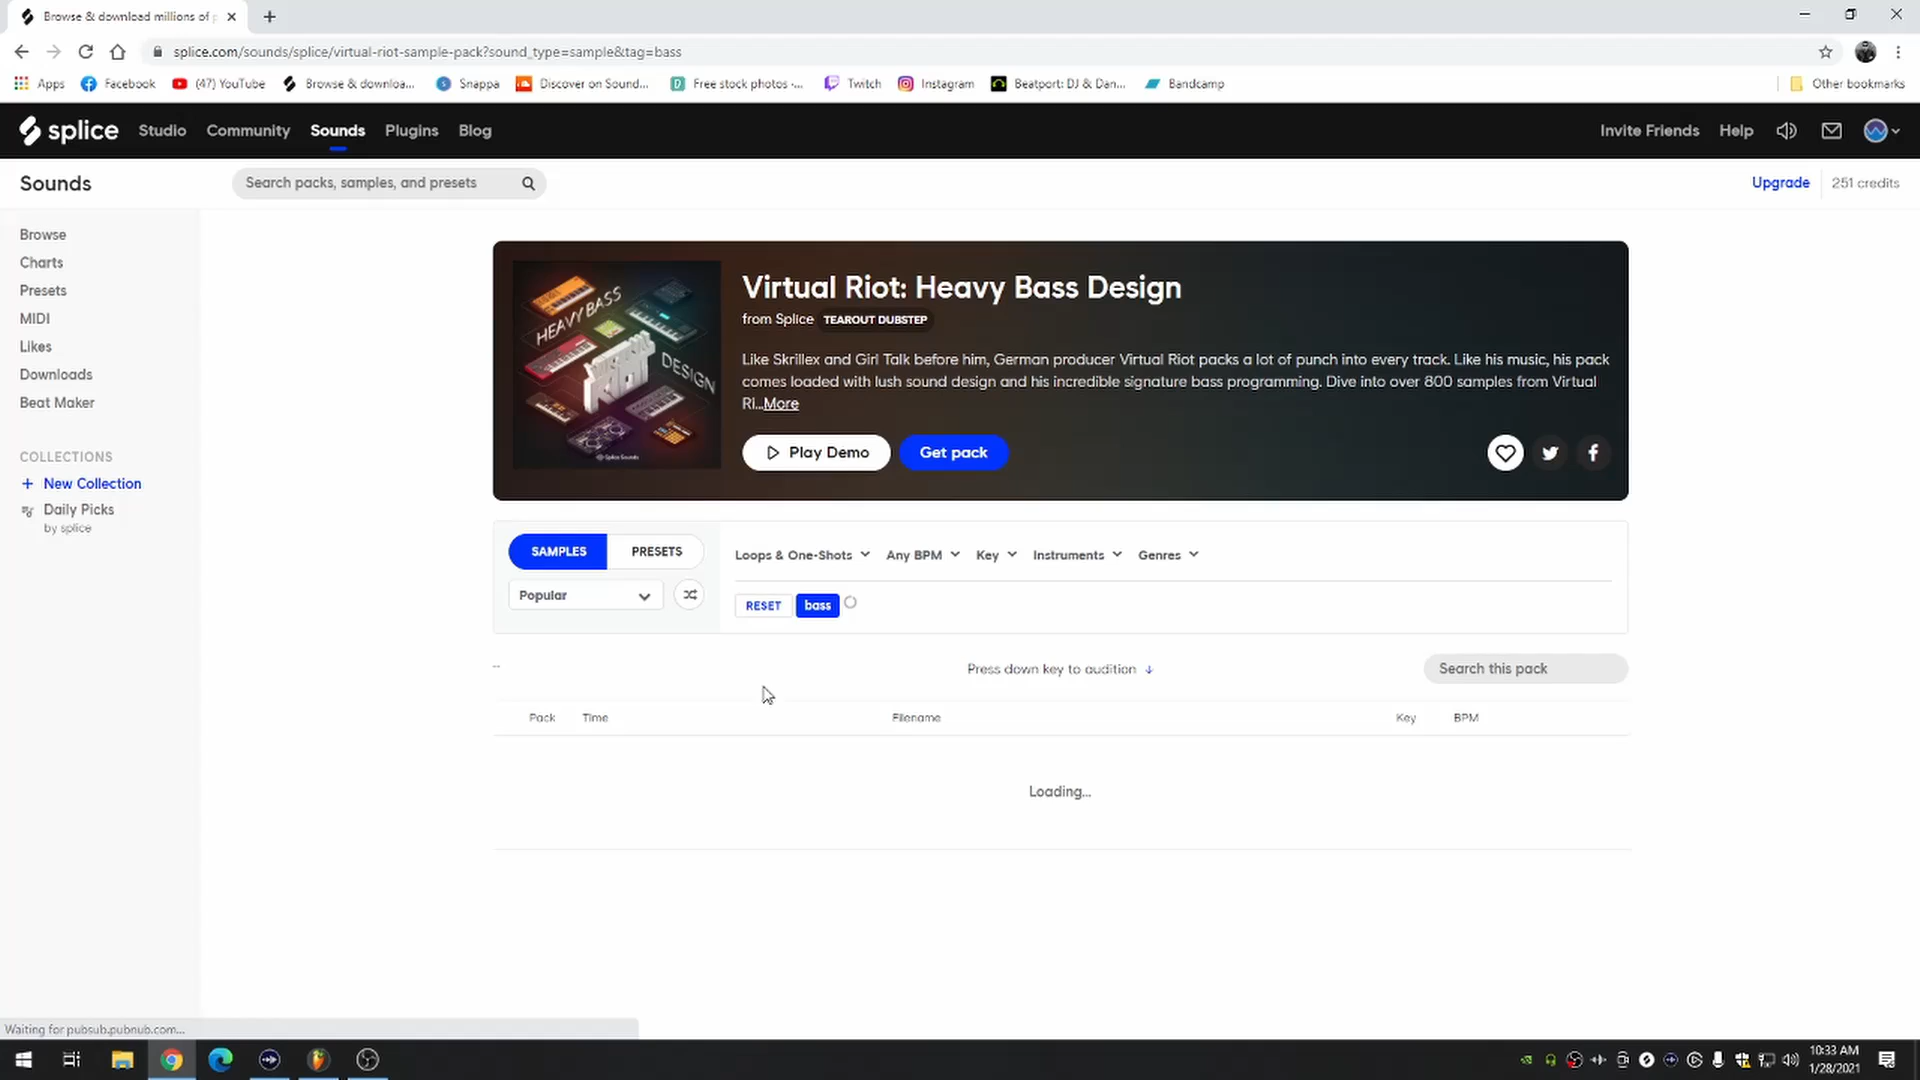 Browse & download millions of p
splice.com/sounds/splice/virtual-riot-sample-pack?sound_type=sample&tag=bass
Apps
Facebook
(47) YouTube
Browse & downloa...
Snappa
Discover on Sound...
Free stock photos -...
Twitch
Instagram
Beatport: DJ & Dan...
Bandcamp
Other bookmarks
splice
Studio
Community
Sounds
Plugins
Blog
Invite Friends
Help
Sounds
Search packs, samples, and presets
Upgrade
251 credits
Browse
Charts
Presets
MIDI
Likes
Downloads
Beat Maker
COLLECTIONS
+ New Collection
Daily Picks
by splice
HEAVY BASS
Riot
DESIGN
Splice Sounds
Virtual Riot: Heavy Bass Design
from Splice TEAROUT DUBSTEP
Like Skrillex and Girl Talk before him, German producer Virtual Riot packs a lot of punch into every track. Like his music, his pack
comes loaded with lush sound design and his incredible signature bass programming. Dive into over 800 samples from Virtual
Ri...More
Play Demo
Get pack
SAMPLES
PRESETS
Loops & One-Shots
Any BPM
Key
Instruments
Genres
Popular
RESET
bass
--
Press down key to audition ↓
Search this pack
Pack
Time
Filename
Key
BPM
Loading...
Waiting for pubsub.pubnub.com...
10:33 AM
1/28/2021